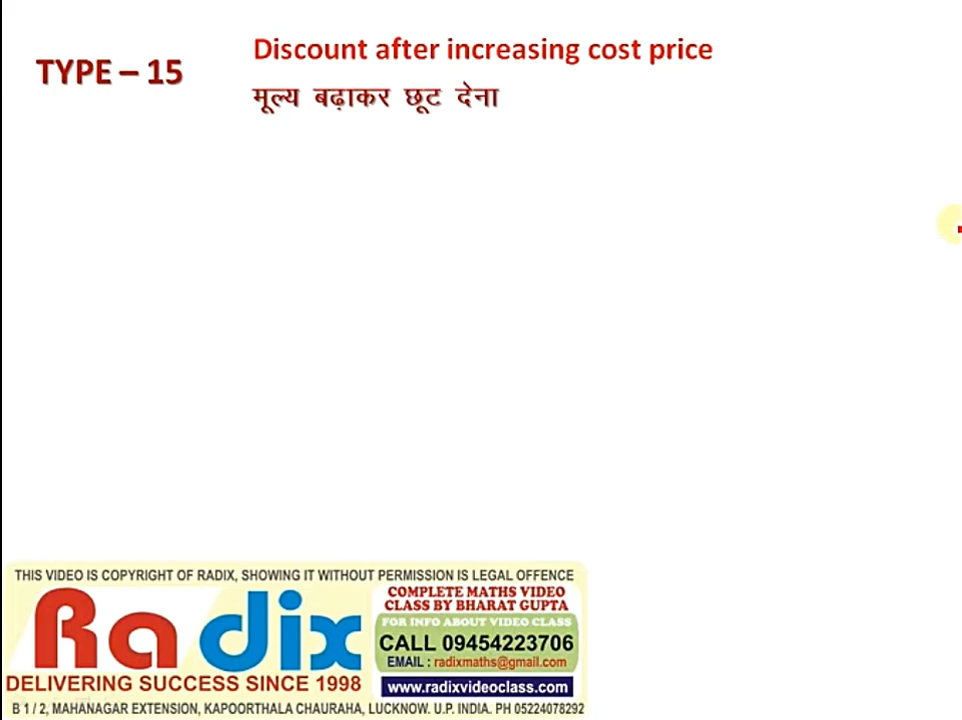 TYPE – 15
Discount after increasing cost price
मूल्य बढ़ाकर छूट देना
THIS VIDEO IS COPYRIGHT OF RADIX, SHOWING IT WITHOUT PERMISSION IS LEGAL OFFENCE
Radix
DELIVERING SUCCESS SINCE 1998
COMPLETE MATHS VIDEO
CLASS BY BHARAT GUPTA
FOR INFO ABOUT VIDEO CLASS
CALL 09454223706
EMAIL : radixmaths@gmail.com
www.radixvideoclass.com
B 1 / 2, MAHANAGAR EXTENSION, KAPOORTHALA CHAURAHA, LUCKNOW. U.P. INDIA. PH 05224078292